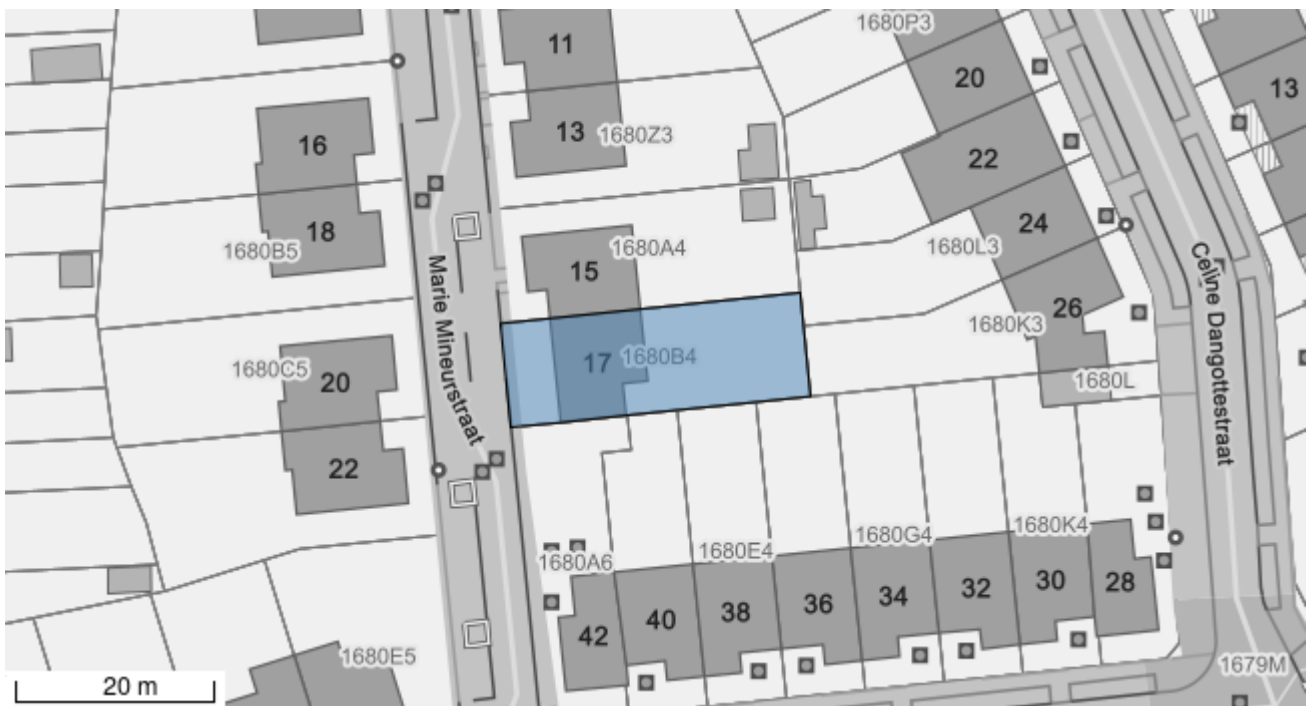 1680P3
11
20
13
13
1680Z3
16
22
18
1680B5
1680A4
15
24
1680L3
Marie Mineurstraat
Celine Dangottestraat
26
1680K3
17
1680B4
1680C5
20
1680L
22
1680A6
1680E4
1680G4
1680K4
42
40
38
36
34
32
30
28
1680E5
1679M
20 m